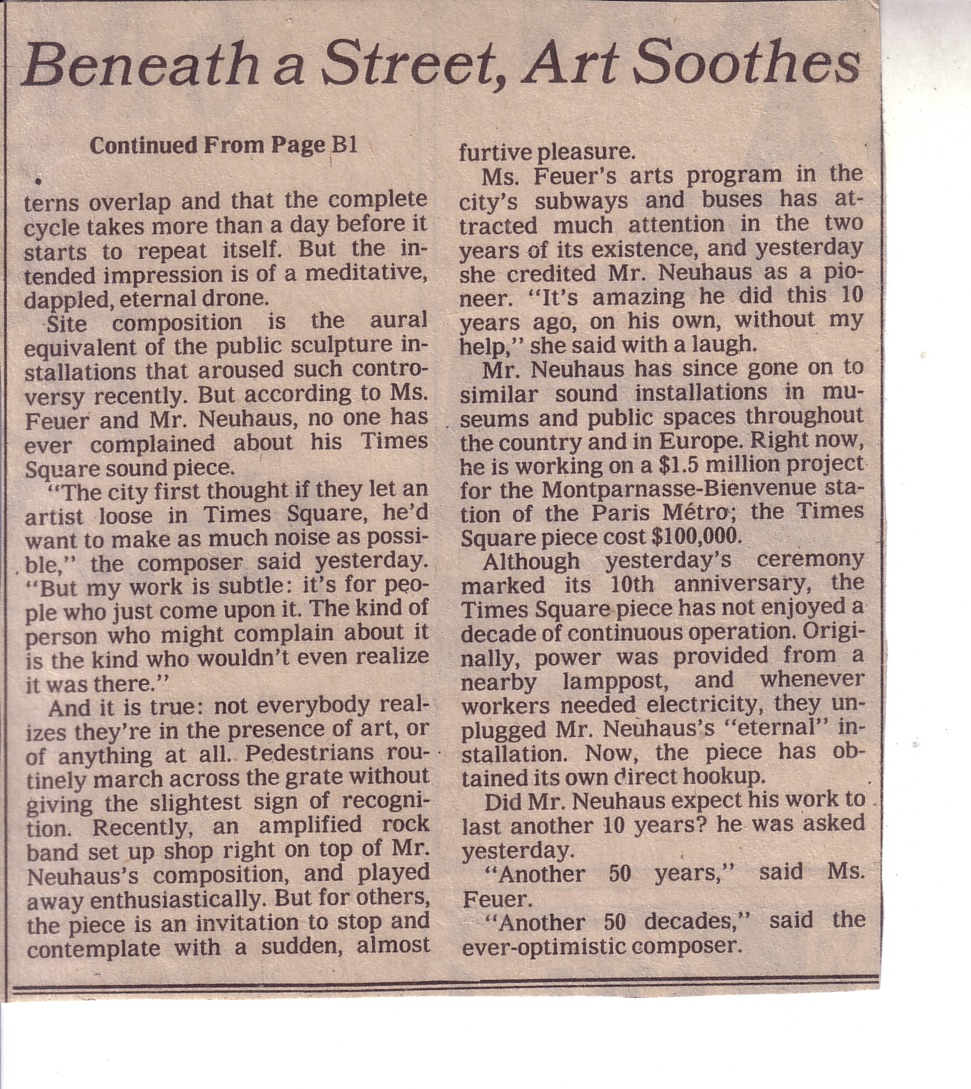 Beneath a Street, Art Soothes
Continued From Page B1
terns overlap and that the complete
cycle takes more than a day before it
starts to repeat itself. But the in-
tended impression is of a meditative,
dappled, eternal drone.
Site composition is the aural
equivalent of the public sculpture in-
stallations that aroused such contro-
versy recently. But according to Ms.
Feuer and Mr. Neuhaus, no one has
ever complained about his Times
Square sound piece.
“The city first thought if they let an
artist loose in Times Square, he’d
want to make as much noise as possi-
ble,” the composer said yesterday.
“But my work is subtle: it’s for peo-
ple who just come upon it. The kind of
person who might complain about it
is the kind who wouldn’t even realize
it was there.”
And it is true: not everybody real-
izes they’re in the presence of art, or
of anything at all. Pedestrians rou-
tinely march across the grate without
giving the slightest sign of recogni-
tion. Recently, an amplified rock
band set up shop right on top of Mr.
Neuhaus’s composition, and played
away enthusiastically. But for others,
the piece is an invitation to stop and
contemplate with a sudden, almost
furtive pleasure.
Ms. Feuer’s arts program in the
city’s subways and buses has at-
tracted much attention in the two
years of its existence, and yesterday
she credited Mr. Neuhaus as a pio-
neer. “It’s amazing he did this 10
years ago, on his own, without my
help,” she said with a laugh.
Mr. Neuhaus has since gone on to
similar sound installations in mu-
seums and public spaces throughout
the country and in Europe. Right now,
he is working on a $1.5 million project
for the Montparnasse-Bienvenue sta-
tion of the Paris Métro; the Times
Square piece cost $100,000.
Although yesterday’s ceremony
marked its 10th anniversary, the
Times Square piece has not enjoyed a
decade of continuous operation. Origi-
nally, power was provided from a
nearby lamppost, and whenever
workers needed electricity, they un-
plugged Mr. Neuhaus’s “eternal” in-
stallation. Now, the piece has ob-
tained its own direct hookup.
Did Mr. Neuhaus expect his work to
last another 10 years? he was asked
yesterday.
“Another 50 years,” said Ms.
Feuer.
“Another 50 decades,” said the
ever-optimistic composer.